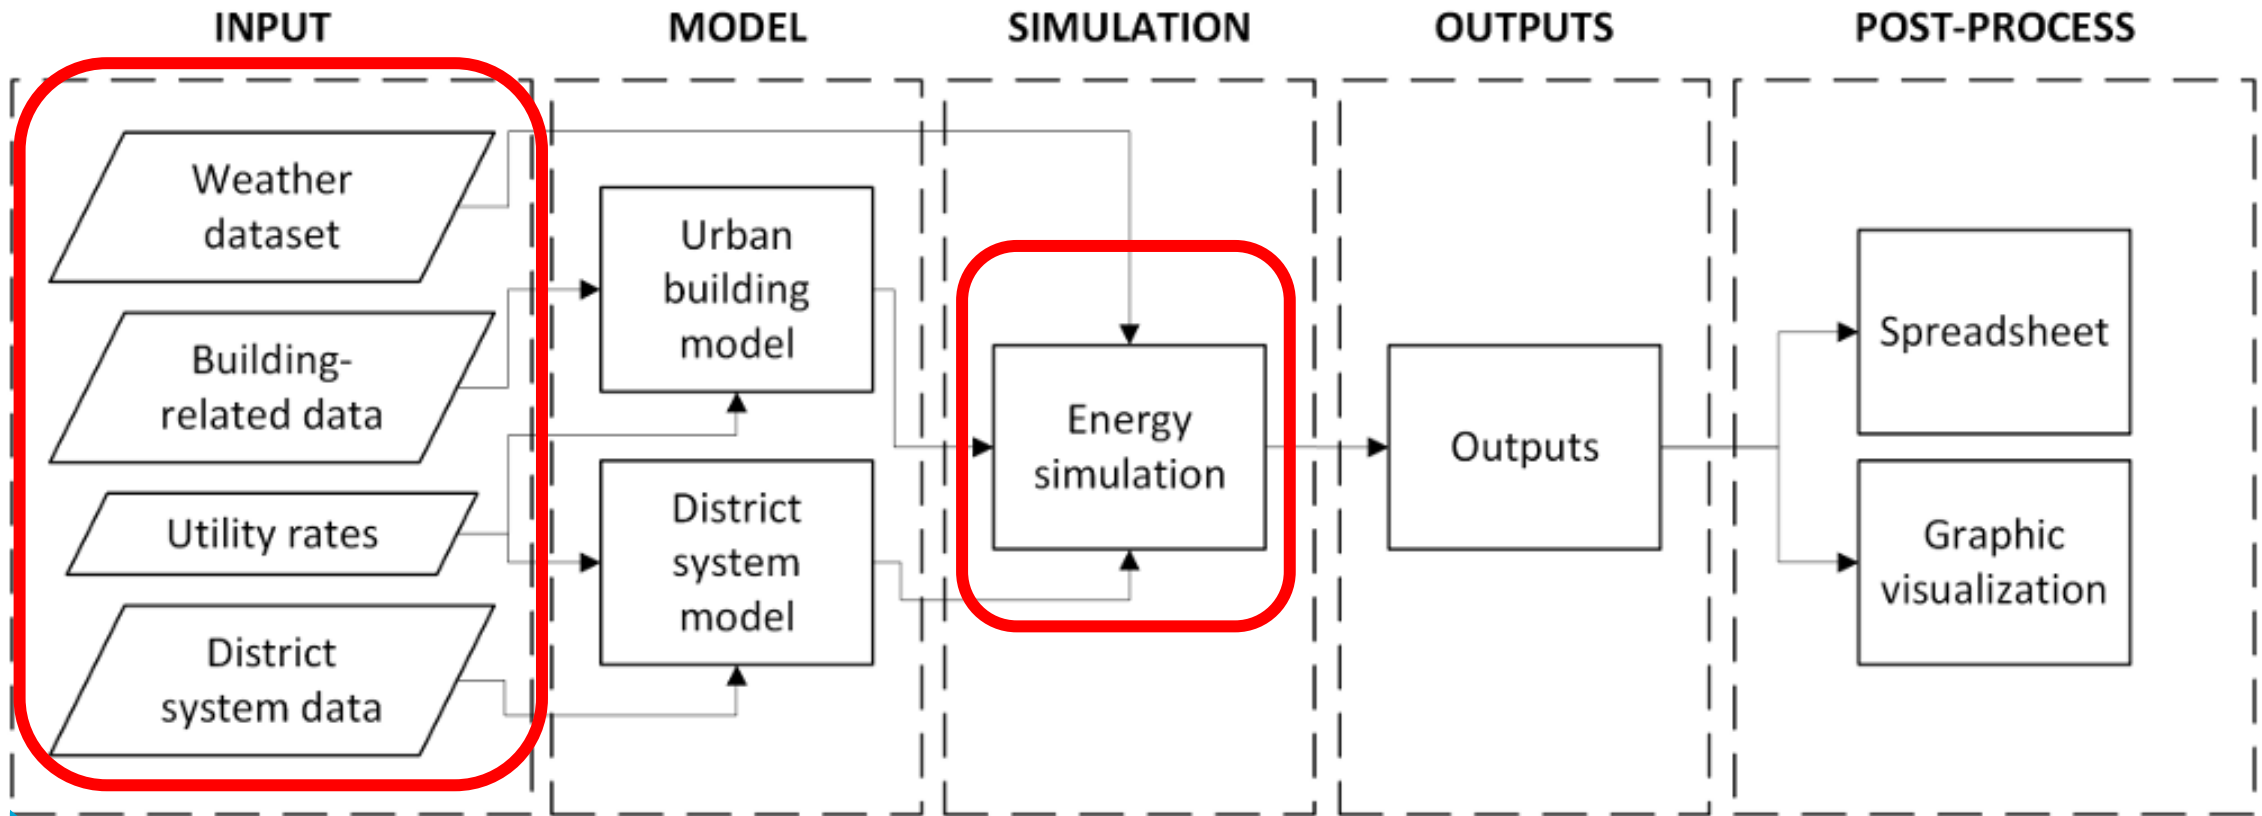 INPUT
MODEL
SIMULATION
OUTPUTS
POST-PROCESS
Weather
dataset
Building-
related data
Utility rates
District
system data
Urban
building
model
District
system
model
Energy
simulation
Outputs
Spreadsheet
Graphic
visualization